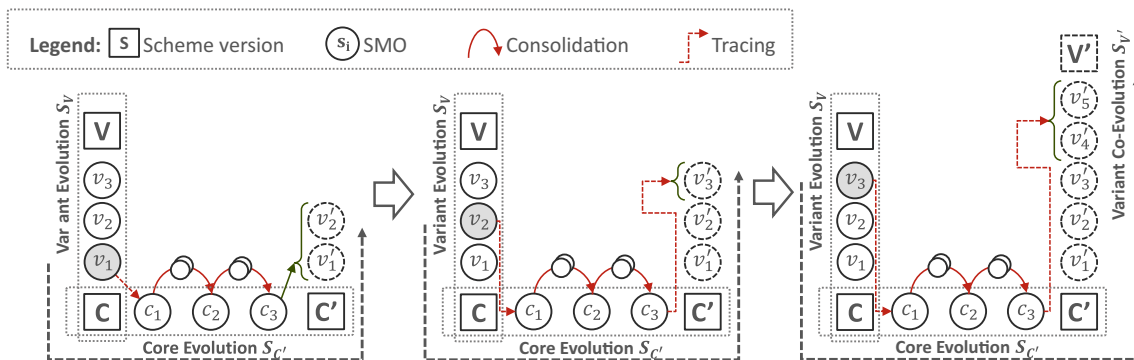 Legend: S Scheme version s_i SMO Consolidation Tracing
Var ant Evolution S_V
V
v_3
v_2
v_1
C c_1 c_2 c_3 C'
v'_2
v'_1
Core Evolution S_C'
Variant Evolution S_V
V
v_3
v_2
v_1
C c_1 c_2 c_3 C'
v'_3
v'_2
v'_1
Core Evolution S_C'
Variant Evolution S_V
V
v_3
v_2
v_1
C c_1 c_2 c_3 C'
V'
v'_5
v'_4
v'_3
v'_2
v'_1
Variant Co-Evolution S_V'
Core Evolution S_C'